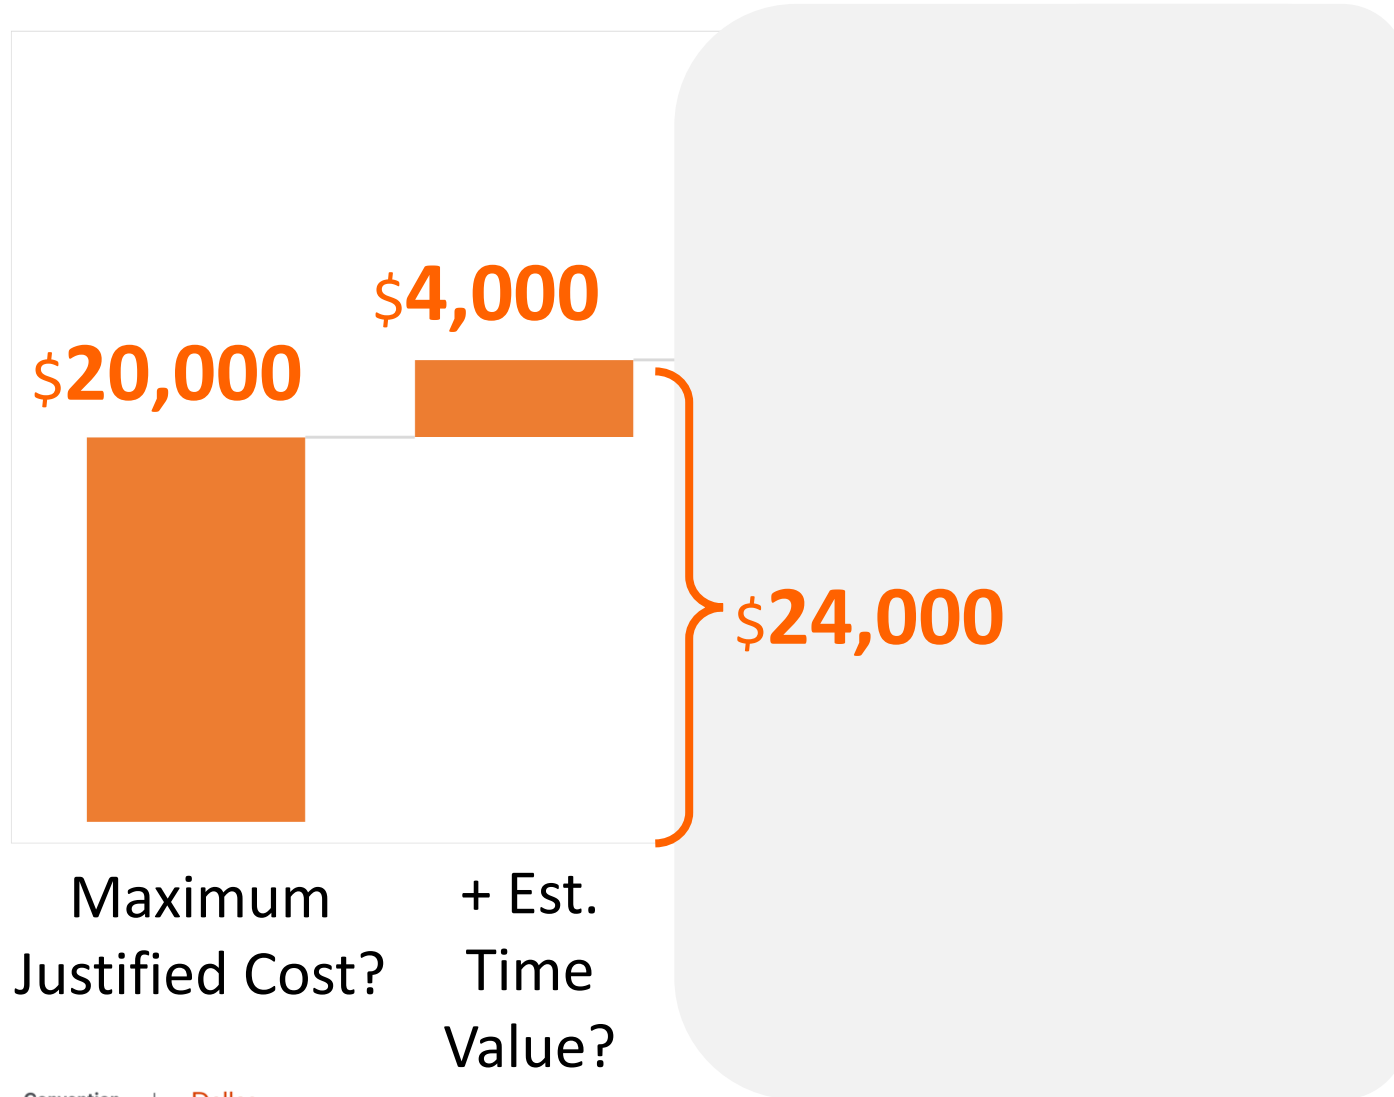 $4,000
$20,000
$24,000
Maximum
Justified Cost?
+ Est.
Time
Value?